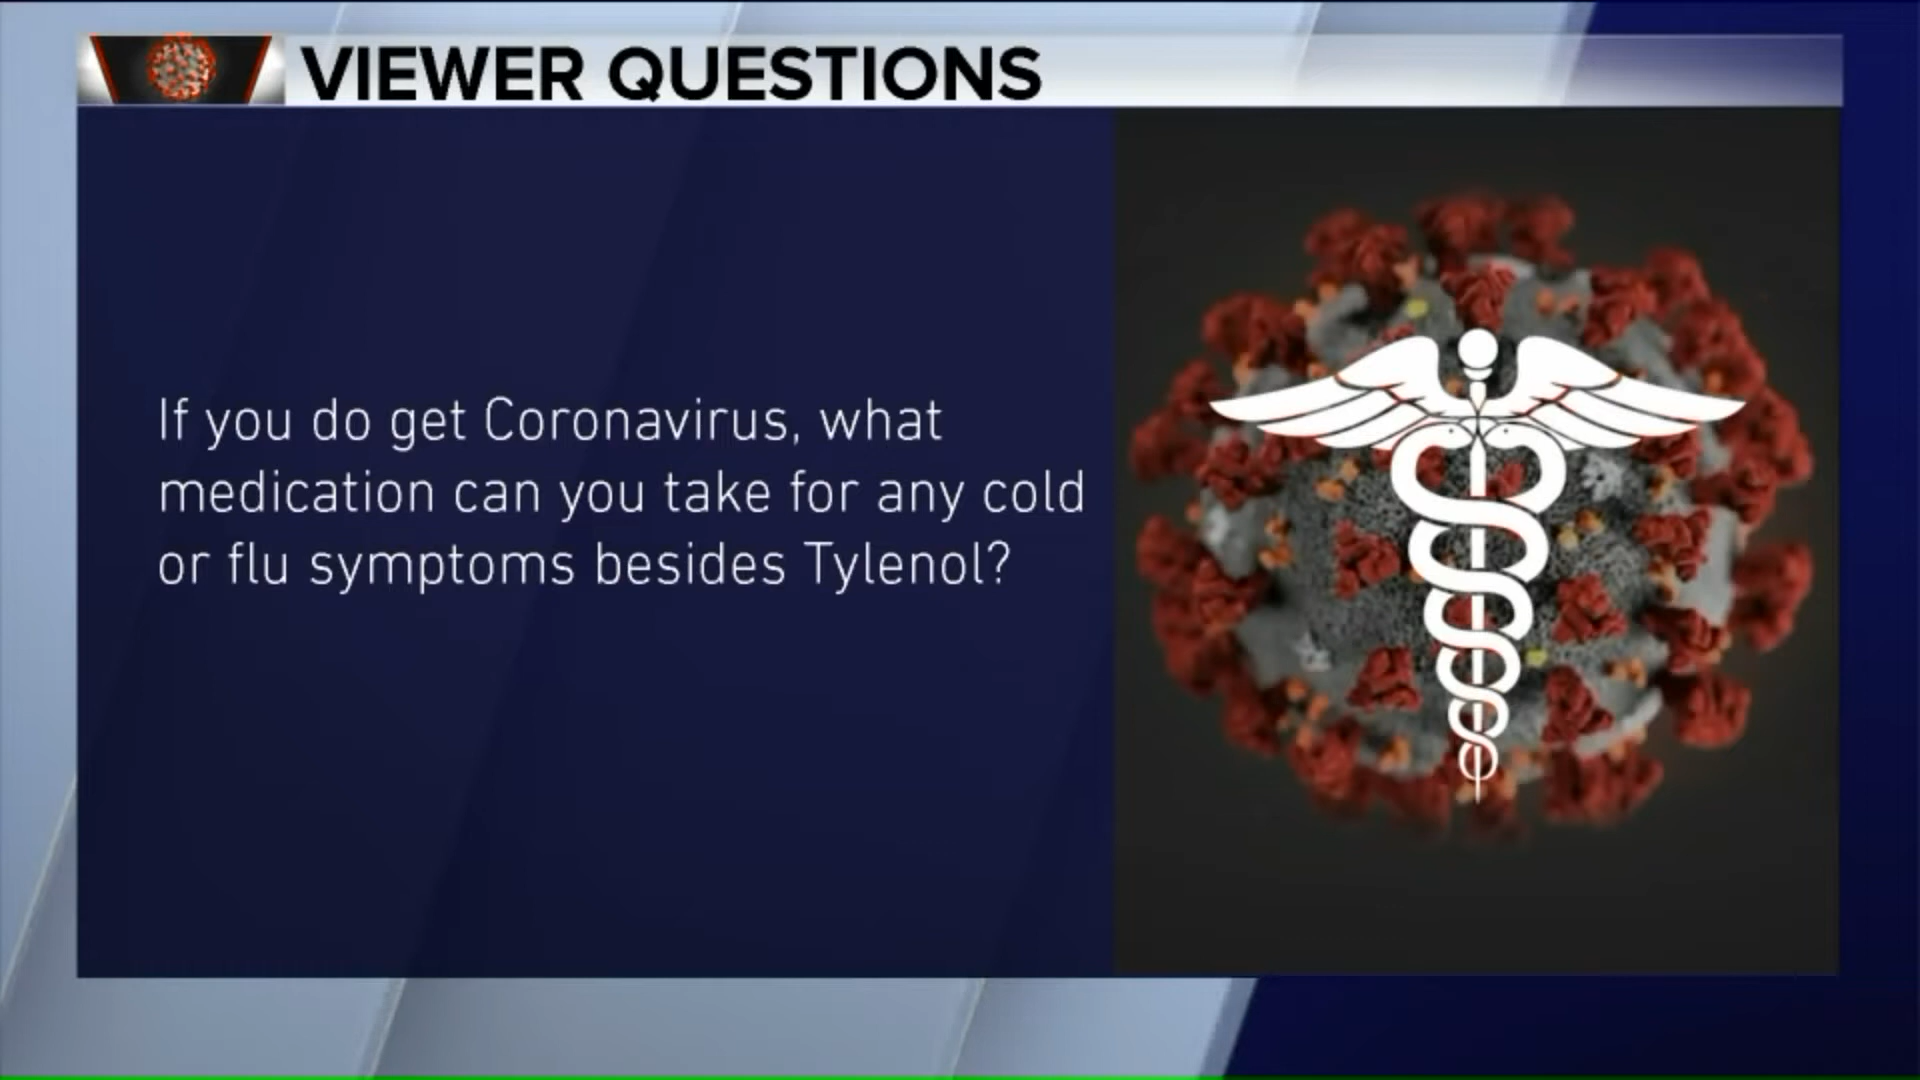 VIEWER QUESTIONS
If you do get Coronavirus, what
medication can you take for any cold
or flu symptoms besides Tylenol?